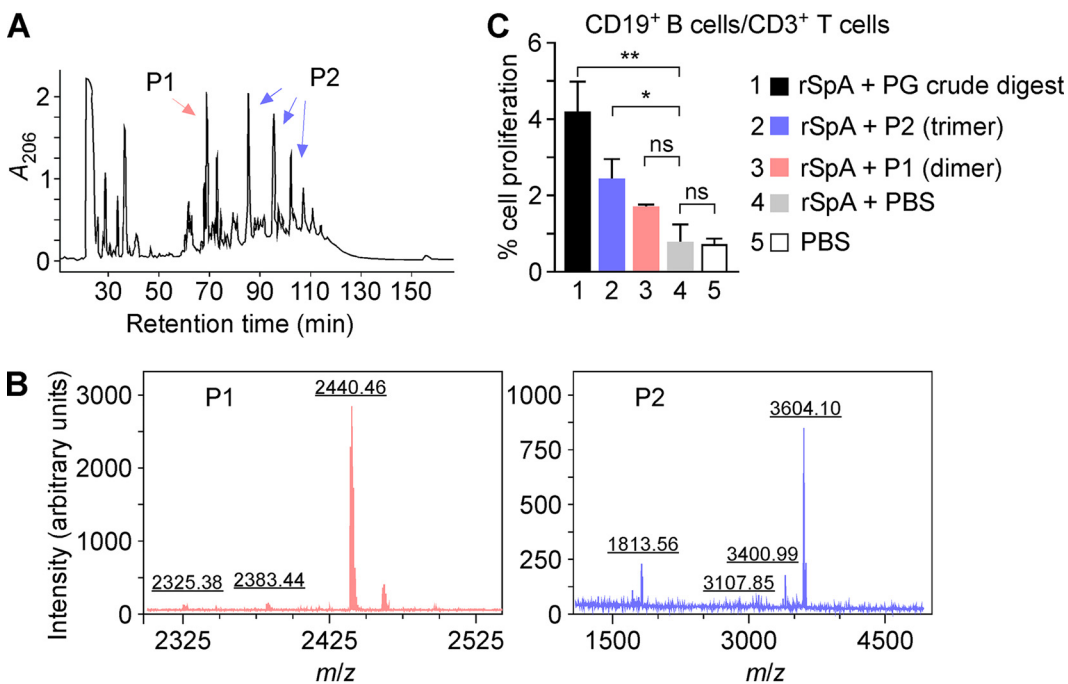 A
P1
P2
A206
2
1
0
30 50 70 90 110 130 150
Retention time (min)
C
CD19+ B cells/CD3+ T cells
% cell proliferation
6
4
2
0
**
*
ns
ns
1 2 3 4 5
1 rSpA + PG crude digest
2 rSpA + P2 (trimer)
3 rSpA + P1 (dimer)
4 rSpA + PBS
5 PBS
B
Intensity (arbitrary units)
P1
3000
2000
1000
0
2440.46
2325.38
2383.44
2325 2425 2525
m/z
P2
1000
750
500
250
0
3604.10
1813.56
3400.99
3107.85
1500 3000 4500
m/z